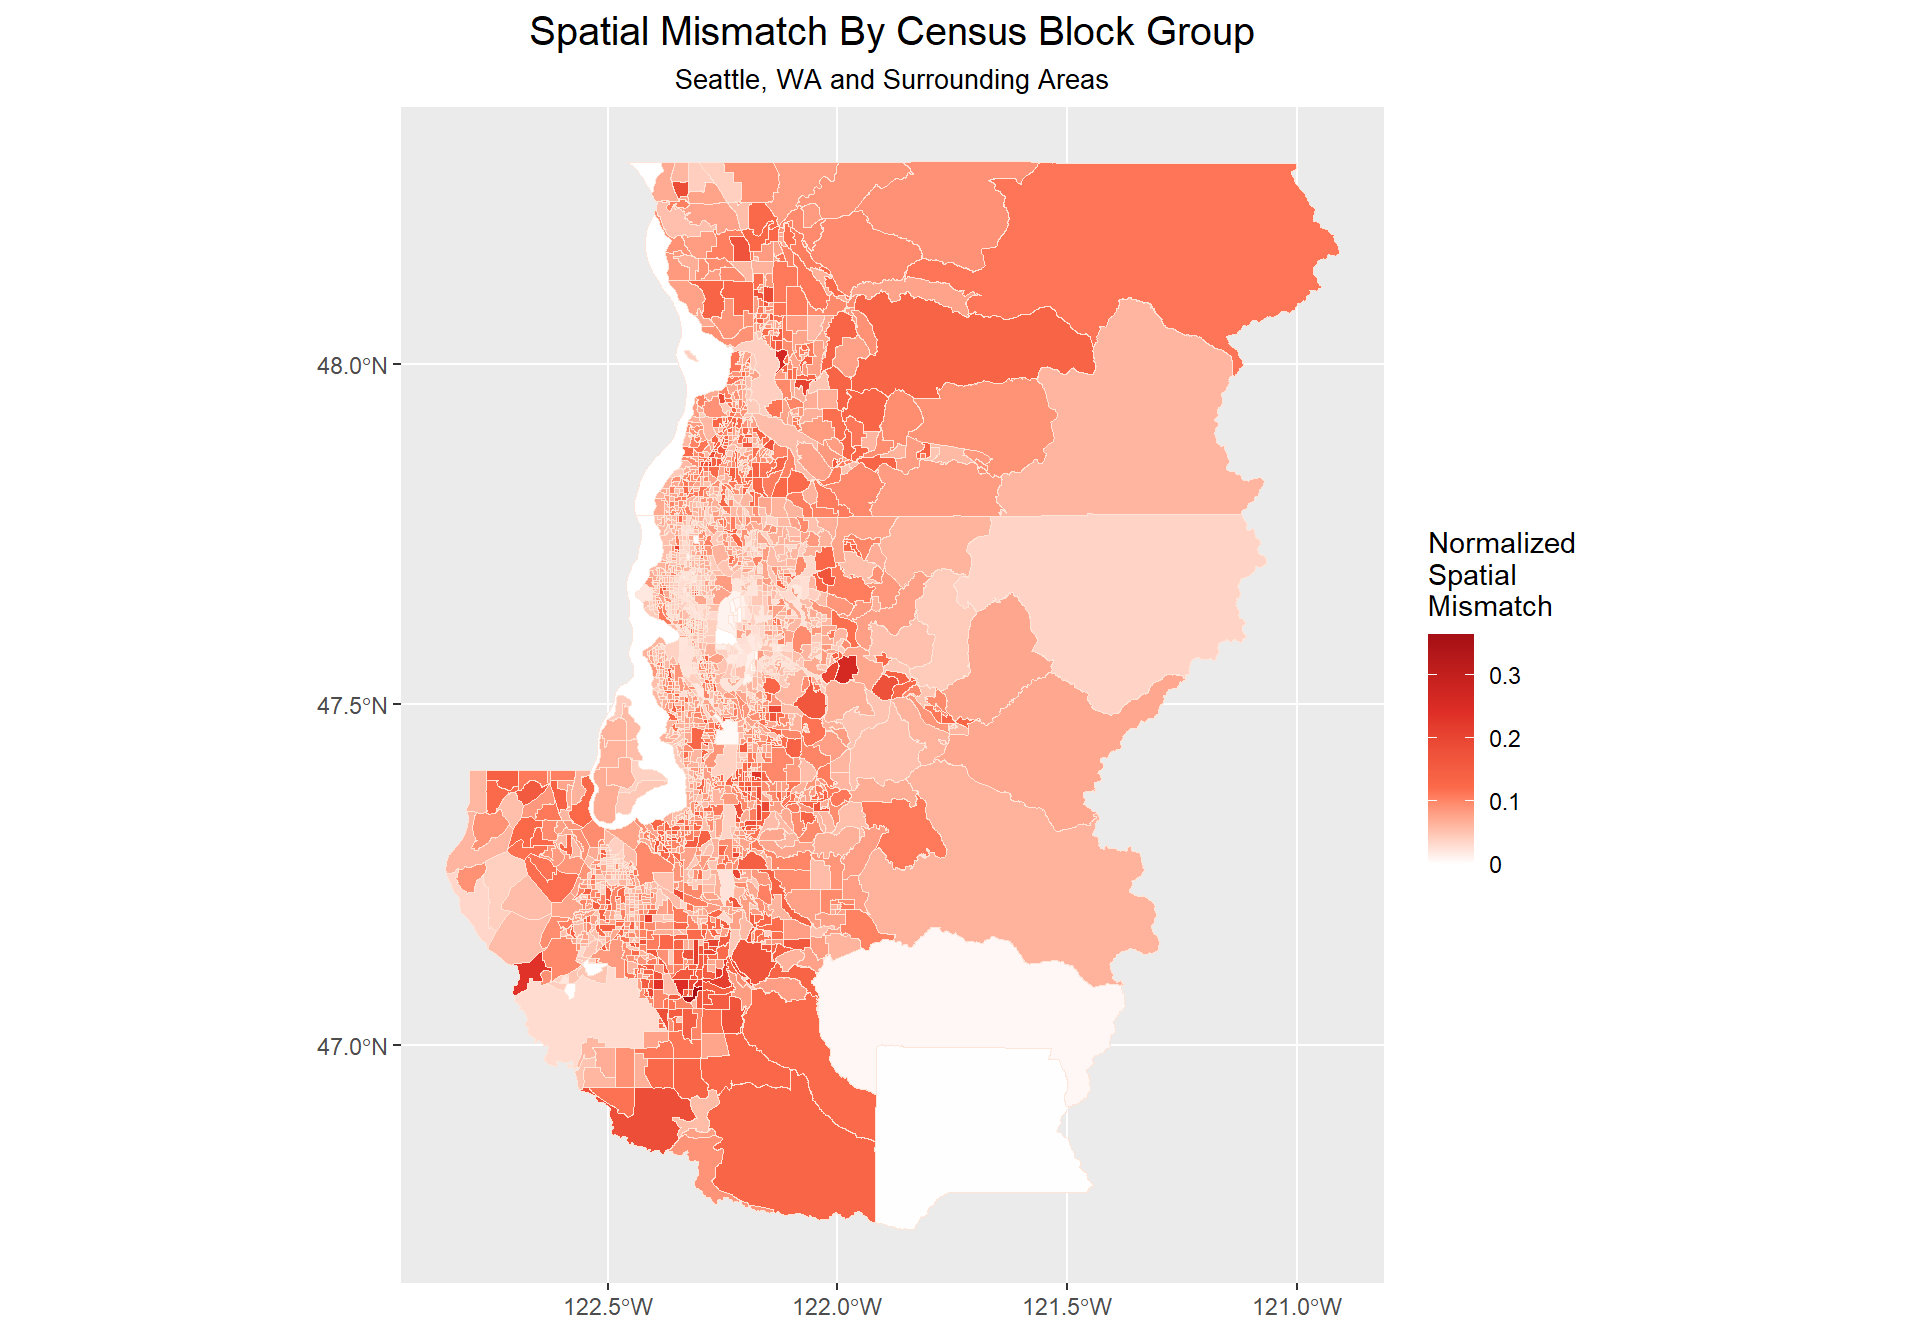 Spatial Mismatch By Census Block Group
Seattle, WA and Surrounding Areas
48.0°N
47.5°N
47.0°N
122.5°W
122.0°W
121.5°W
121.0°W
Normalized
Spatial
Mismatch
0.3
0.2
0.1
0